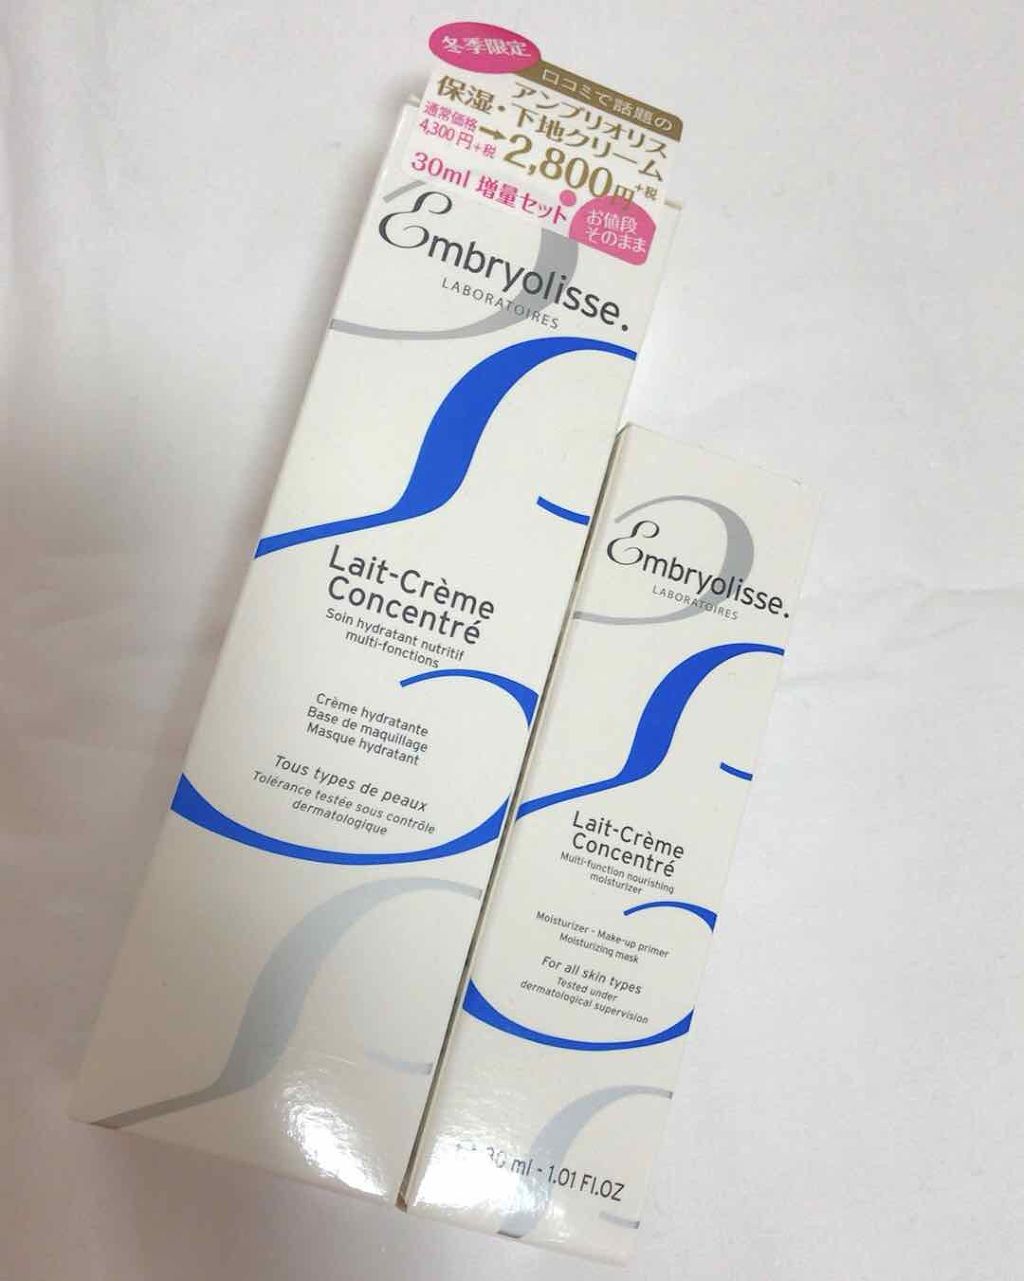 冬季限定
口コミで話題の
アンブリオリス
保湿・下地クリーム
通常価格
4,300円+税
→2,800円+税
30ml 増量セット
お値段
そのまま
Embryolisse.
LABORATOIRES
Lait-Crème
Concentré
Soin hydratant nutritif
multi-fonctions
Crème hydratante
Base de maquillage
Masque hydratant
Tous types de peaux
Tolérance testée sous contrôle
dermatologique
Embryolisse.
LABORATOIRES
Lait-Crème
Concentré
Multi-function nourishing
moisturizer
Moisturizer - Make-up primer
Moisturizing mask
For all skin types
Tested under
dermatological supervision
30 ml - 1.01 Fl.OZ